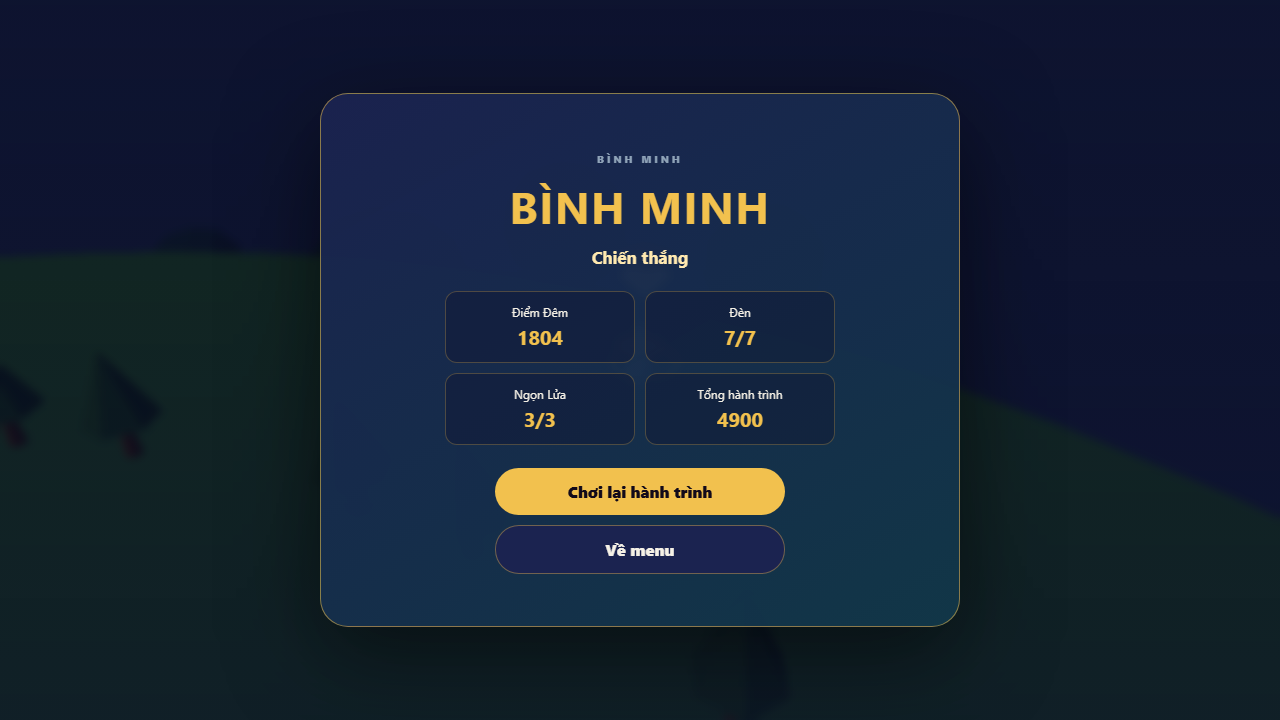 BÌNH MINH
BÌNH MINH
Chiến thắng
Điểm Đêm
1804
Đèn
7/7
Ngọn Lửa
3/3
Tổng hành trình
4900
Chơi lại hành trình
Về menu